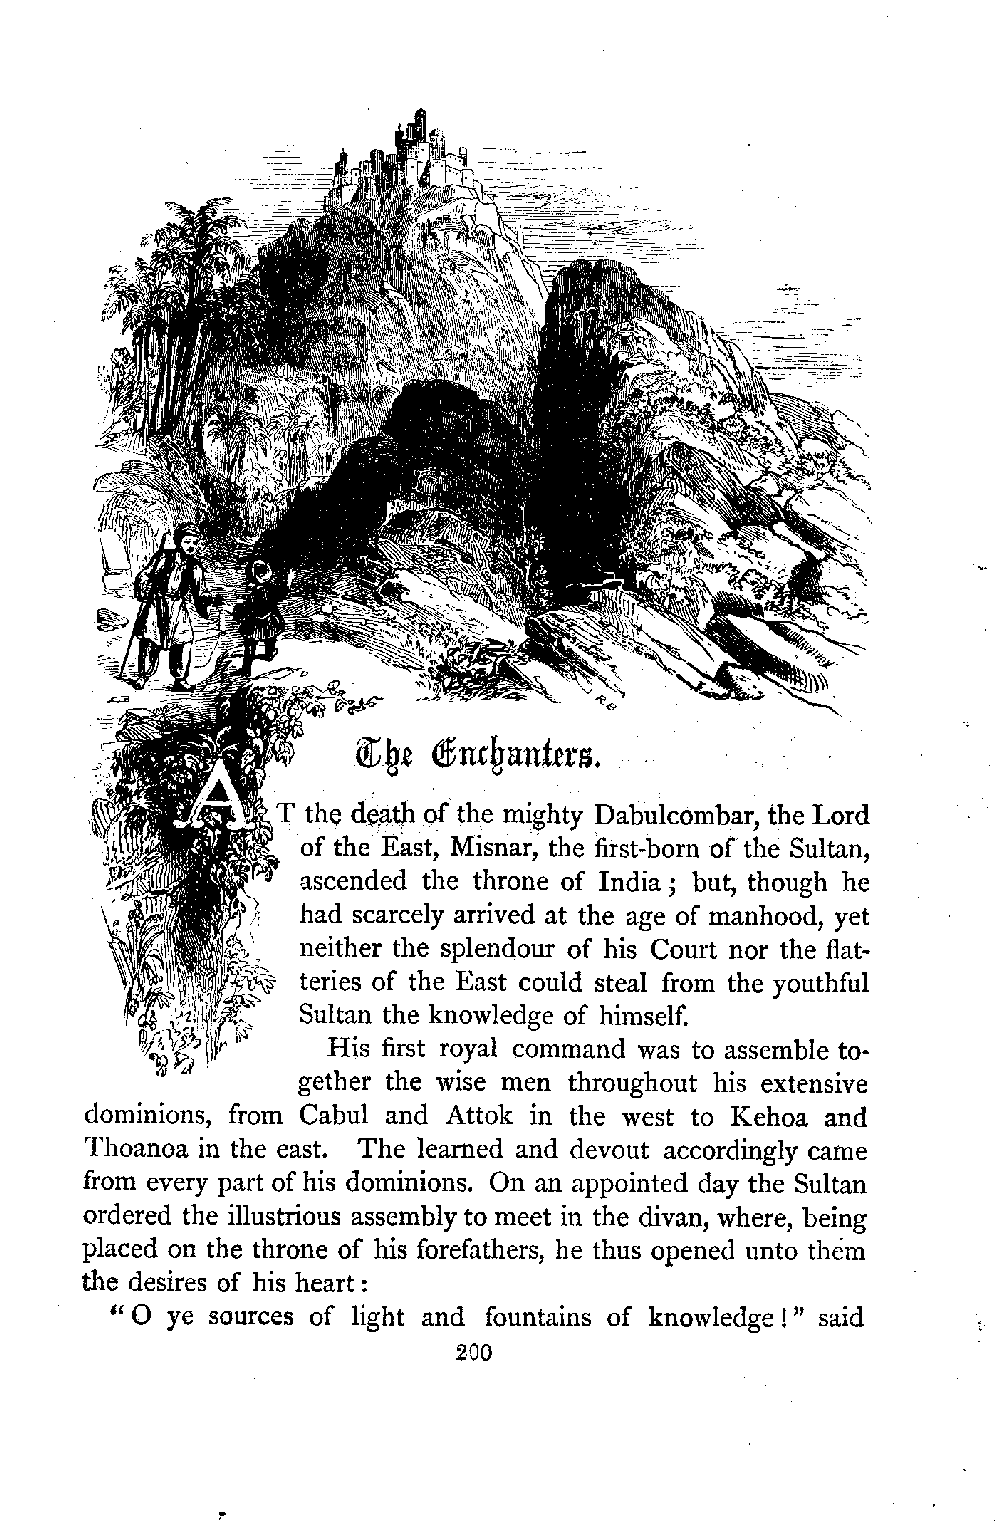 The Enchanters.
AT the death of the mighty Dabulcombar, the Lord
of the East, Misnar, the first-born of the Sultan,
ascended the throne of India; but, though he
had scarcely arrived at the age of manhood, yet
neither the splendour of his Court nor the flat-
teries of the East could steal from the youthful
Sultan the knowledge of himself.
His first royal command was to assemble to-
gether the wise men throughout his extensive
dominions, from Cabul and Attok in the west to Kehoa and
Thoanoa in the east. The learned and devout accordingly came
from every part of his dominions. On an appointed day the Sultan
ordered the illustrious assembly to meet in the divan, where, being
placed on the throne of his forefathers, he thus opened unto them
the desires of his heart:
“O ye sources of light and fountains of knowledge!” said
200